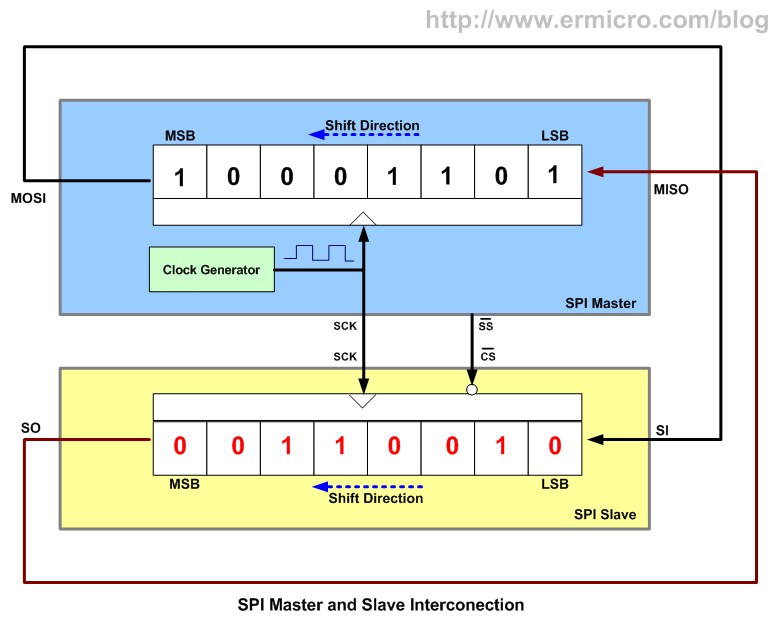 http://www.ermicro.com/blog
Shift Direction
MSB
LSB
1 0 0 0 1 1 0 1
MOSI
MISO
Clock Generator
SPI Master
SCK
SS
SCK
CS
SO
SI
0 0 1 1 0 0 1 0
MSB
LSB
Shift Direction
SPI Slave
SPI Master and Slave Interconection